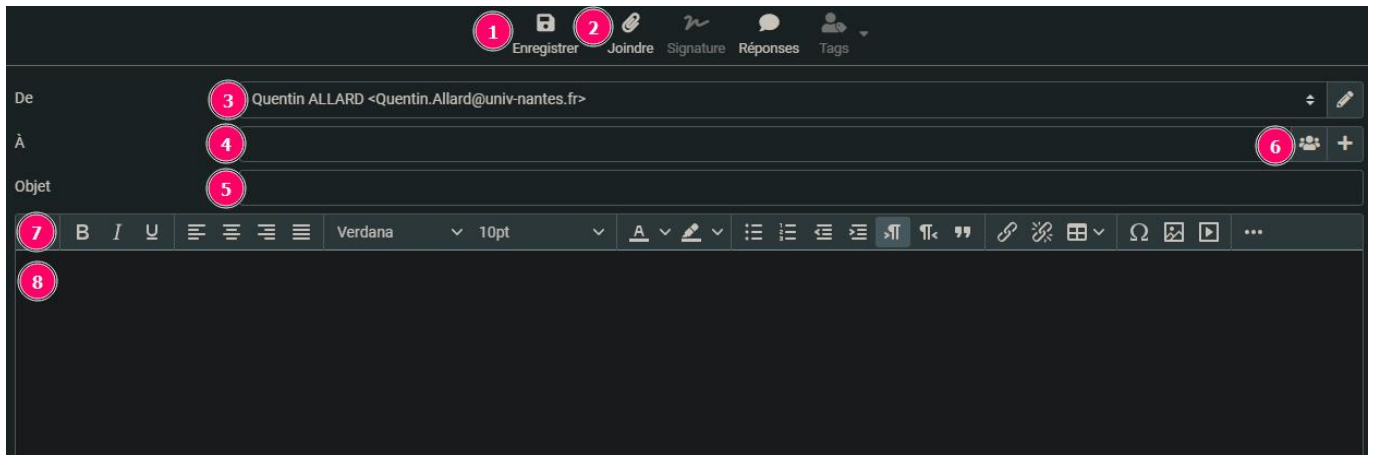 1 Enregistrer 2 Joindre Signature Réponses Tags
De 3 Quentin ALLARD <Quentin.Allard@univ-nantes.fr>
À 4 6
Objet 5
7 B I U Verdana 10pt A Ω
8